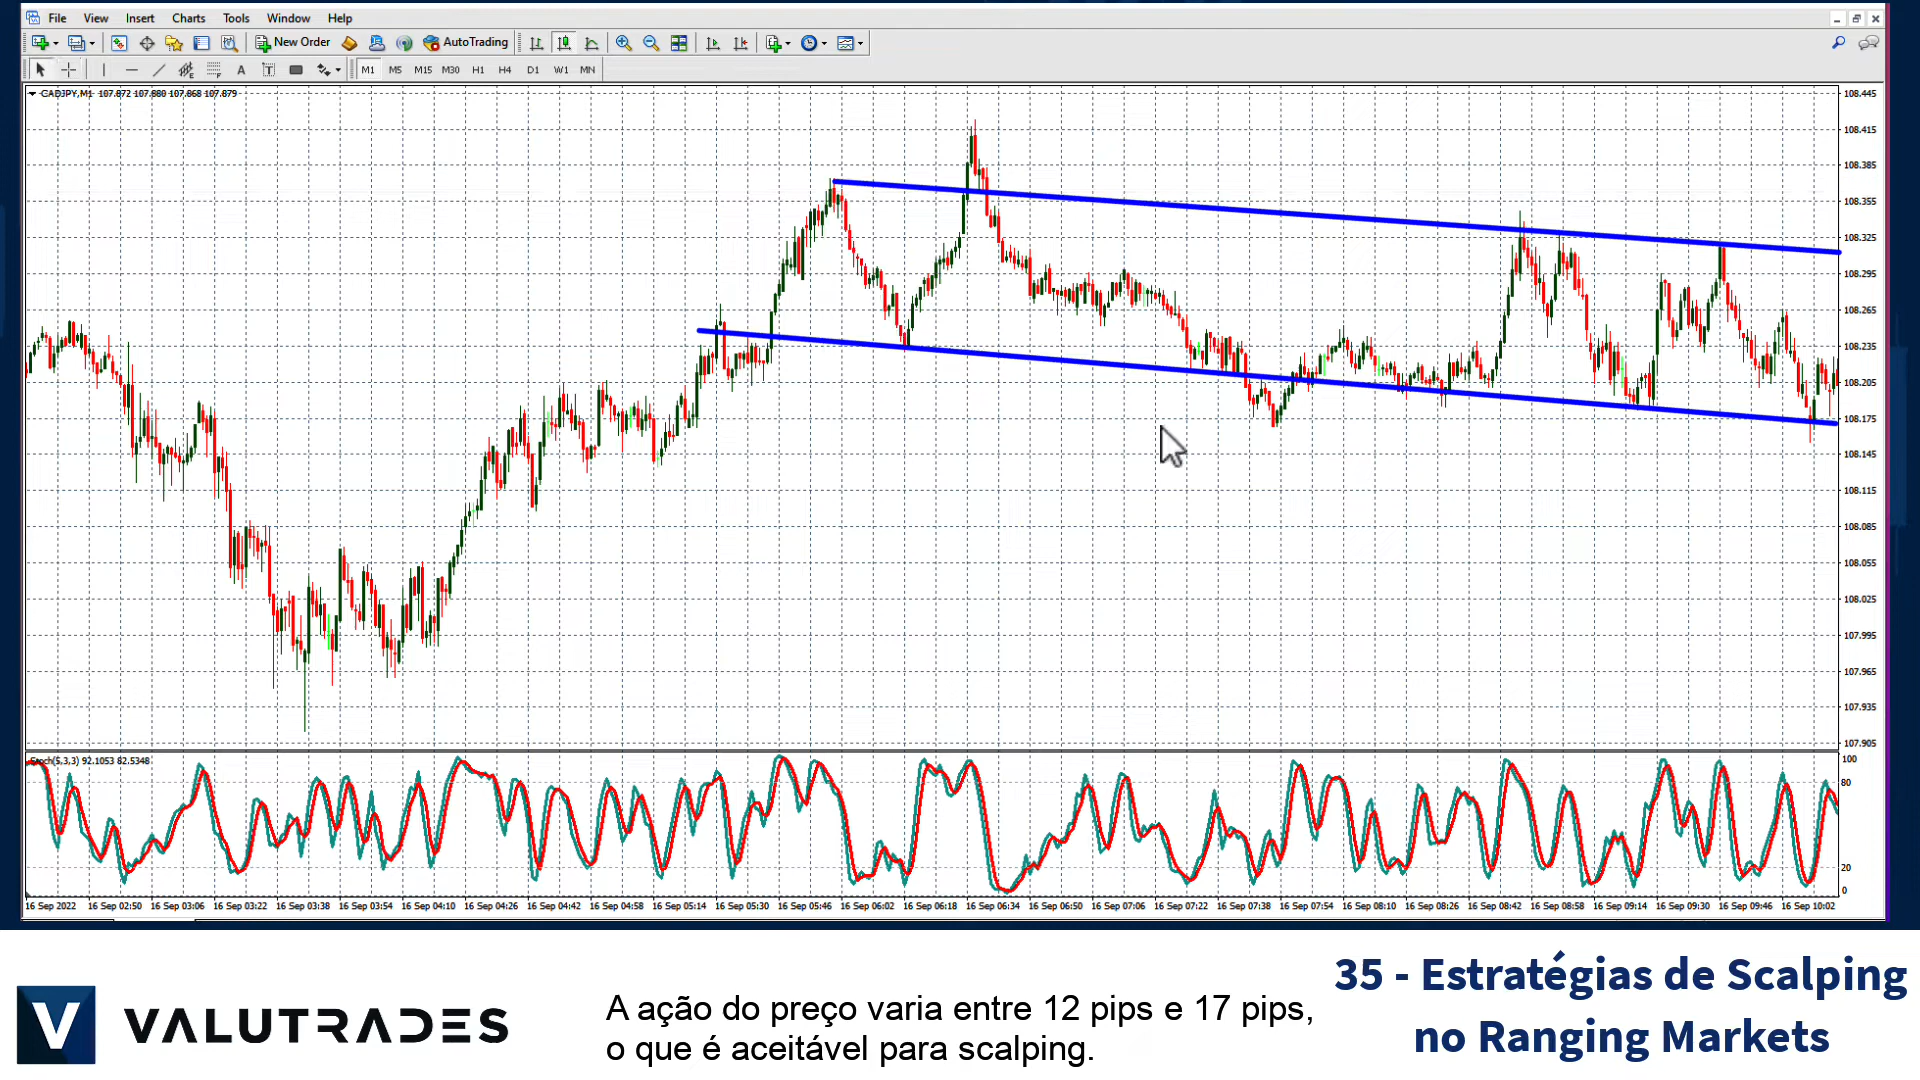 File View Insert Charts Tools Window Help
New Order AutoTrading
A T M1 M5 M15 M30 H1 H4 D1 W1 MN
CADJPY,M1 107.872 107.880 107.868 107.879
108.445
108.415
108.385
108.355
108.325
108.295
108.265
108.235
108.205
108.175
108.145
108.115
108.085
108.055
108.025
107.995
107.965
107.935
107.905
Stoch(5,3,3) 92.1053 82.5348
100
80
20
0
16 Sep 2022 16 Sep 02:50 16 Sep 03:06 16 Sep 03:22 16 Sep 03:38 16 Sep 03:54 16 Sep 04:10 16 Sep 04:26 16 Sep 04:42 16 Sep 04:58 16 Sep 05:14 16 Sep 05:30 16 Sep 05:46 16 Sep 06:02 16 Sep 06:18 16 Sep 06:34 16 Sep 06:50 16 Sep 07:06 16 Sep 07:22 16 Sep 07:38 16 Sep 07:54 16 Sep 08:10 16 Sep 08:26 16 Sep 08:42 16 Sep 08:58 16 Sep 09:14 16 Sep 09:30 16 Sep 09:46 16 Sep 10:02
V VALUTRADES
A ação do preço varia entre 12 pips e 17 pips,
o que é aceitável para scalping.
35 - Estratégias de Scalping
no Ranging Markets